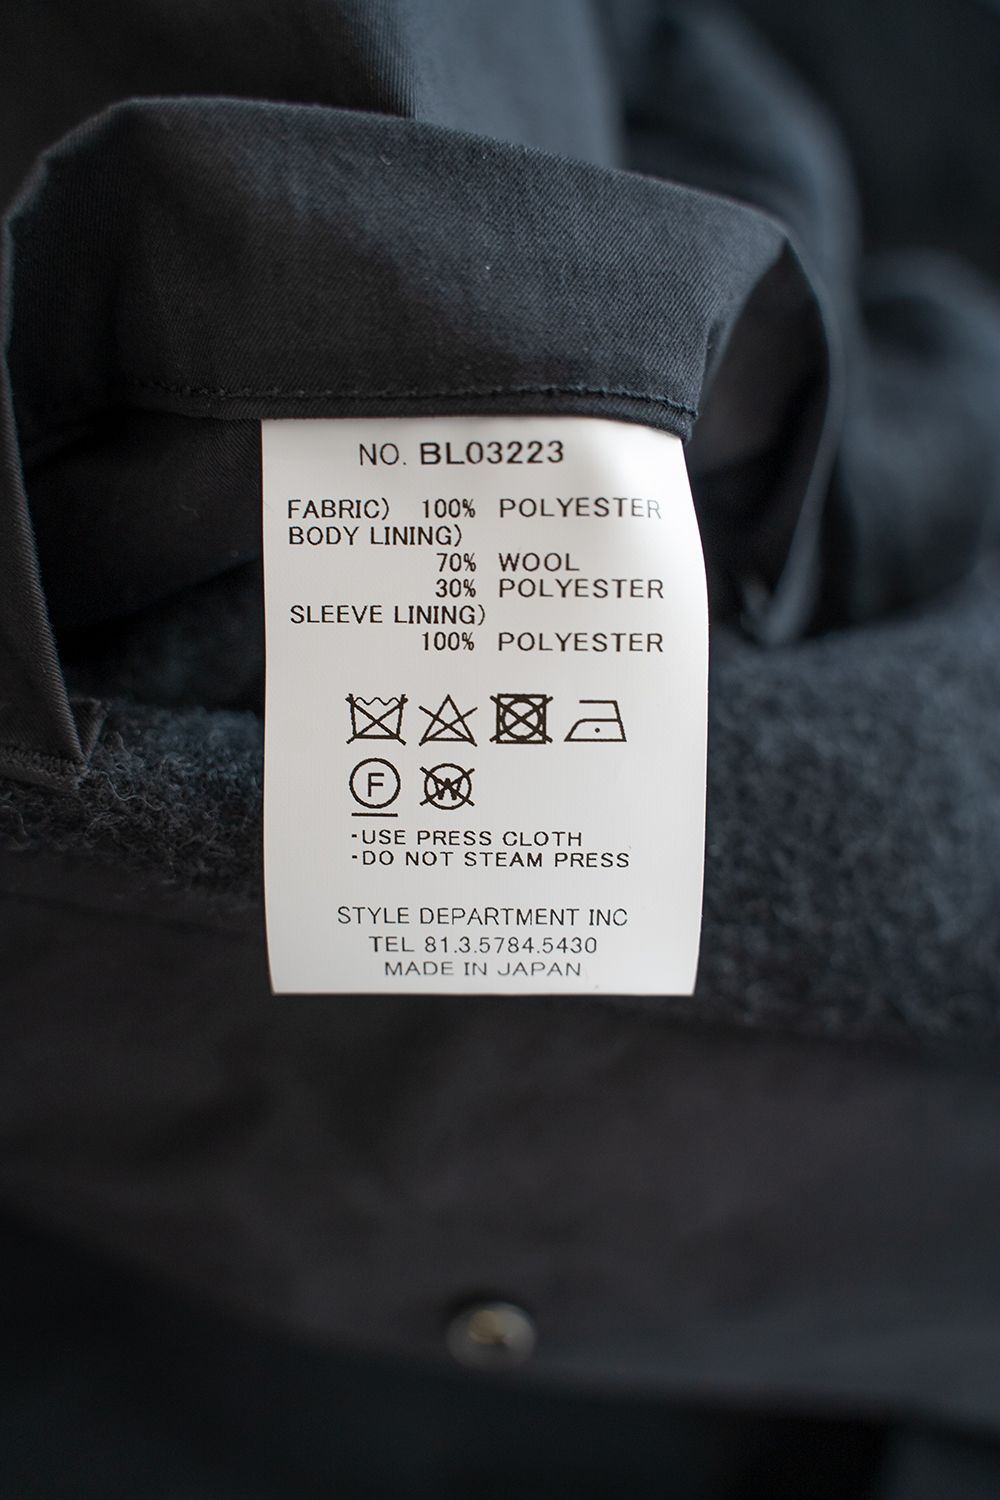 NO. BL03223
FABRIC) 100% POLYESTER
BODY LINING)
70% WOOL
30% POLYESTER
SLEEVE LINING)
100% POLYESTER
F W
·USE PRESS CLOTH
·DO NOT STEAM PRESS
STYLE DEPARTMENT INC
TEL 81.3.5784.5430
MADE IN JAPAN